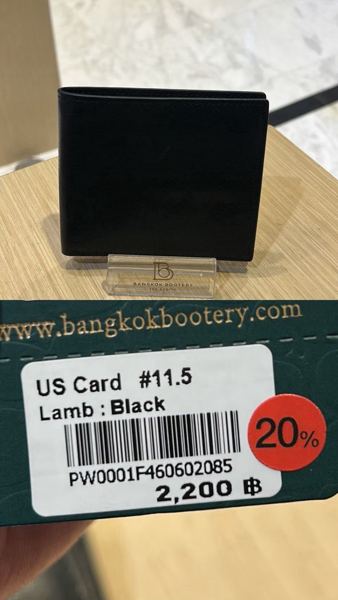 B
BANGKOK BOOTERY
www.bangkokbootery.com
US Card #11.5
Lamb : Black
20%
PW0001F460602085
2,200 ฿